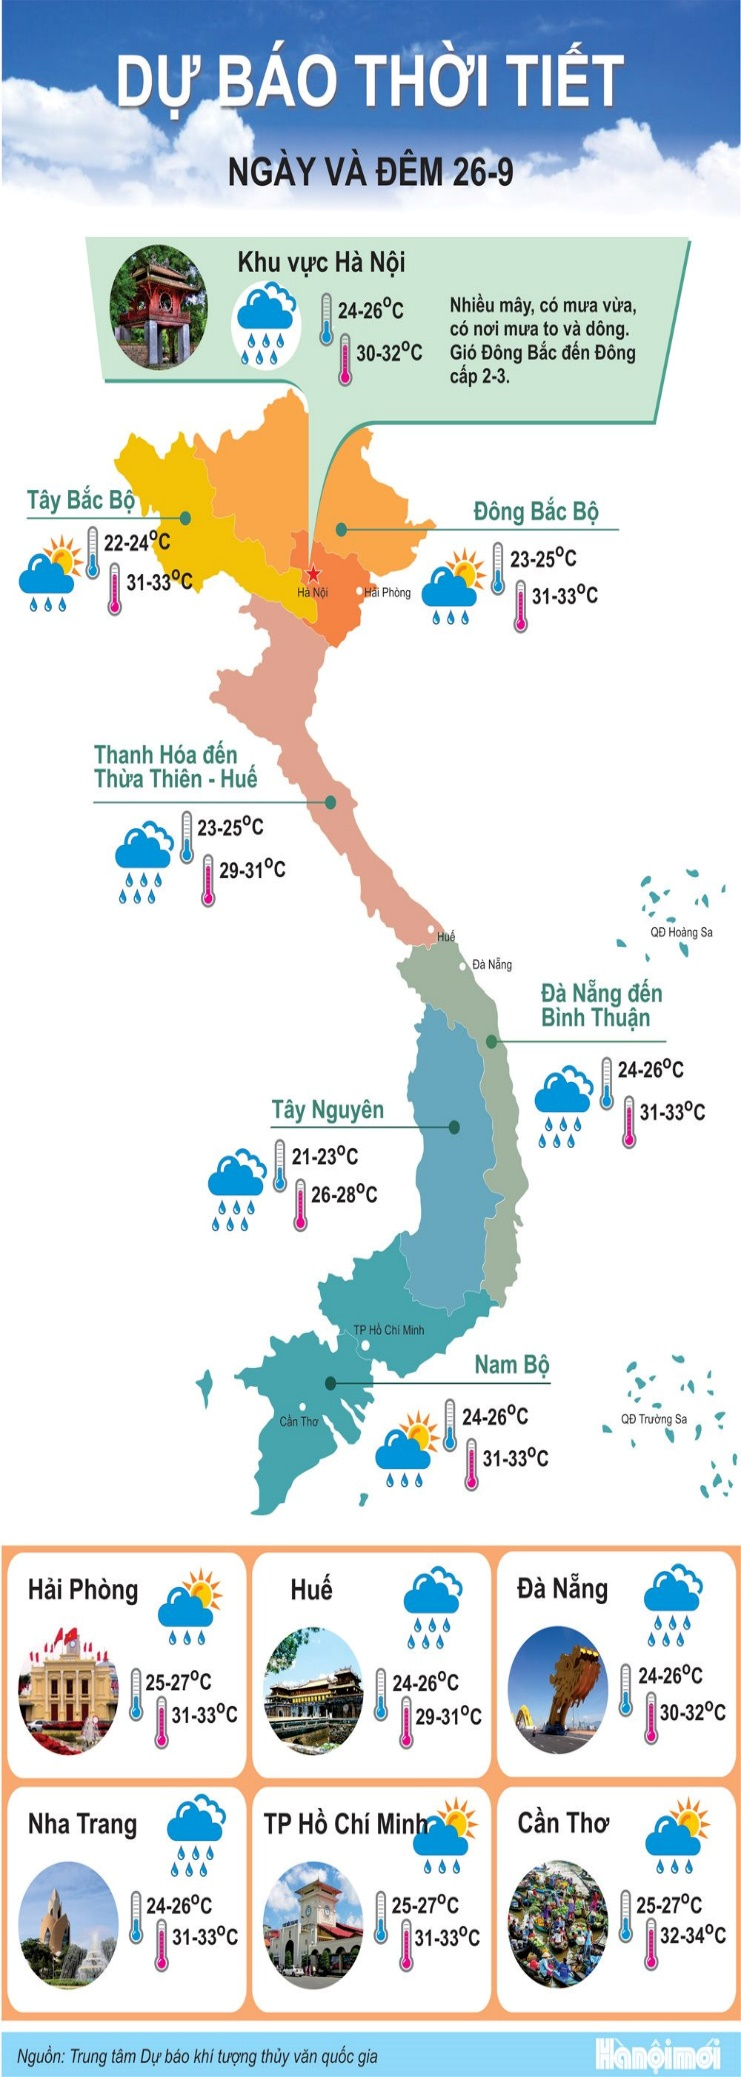 DỰ BÁO THỜI TIẾT
NGÀY VÀ ĐÊM 26-9
Khu vực Hà Nội
24-26°C
30-32°C
Nhiều mây, có mưa vừa,
có nơi mưa to và dông.
Gió Đông Bắc đến Đông
cấp 2-3.
Tây Bắc Bộ
22-24°C
31-33°C
Đông Bắc Bộ
23-25°C
31-33°C
Hà Nội
Hải Phòng
Thanh Hóa đến
Thừa Thiên - Huế
23-25°C
29-31°C
Huế
Đà Nẵng
QĐ Hoàng Sa
Đà Nẵng đến
Bình Thuận
24-26°C
31-33°C
Tây Nguyên
21-23°C
26-28°C
TP Hồ Chí Minh
Nam Bộ
24-26°C
31-33°C
Cần Thơ
QĐ Trường Sa
Hải Phòng
25-27°C
31-33°C
Huế
24-26°C
29-31°C
Đà Nẵng
24-26°C
30-32°C
Nha Trang
24-26°C
31-33°C
TP Hồ Chí Minh
25-27°C
31-33°C
Cần Thơ
25-27°C
32-34°C
Nguồn: Trung tâm Dự báo khí tượng thủy văn quốc gia
Hànộimới